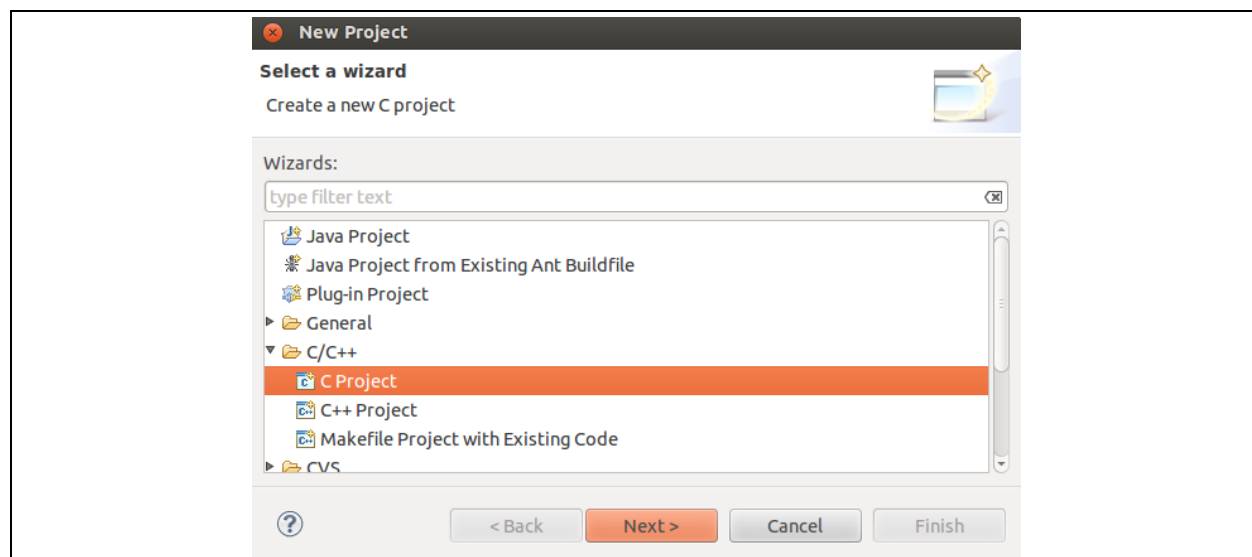 New Project
Select a wizard
Create a new C project
Wizards:
type filter text
Java Project
Java Project from Existing Ant Buildfile
Plug-in Project
General
C/C++
C Project
C++ Project
Makefile Project with Existing Code
CVS
< Back Next > Cancel Finish